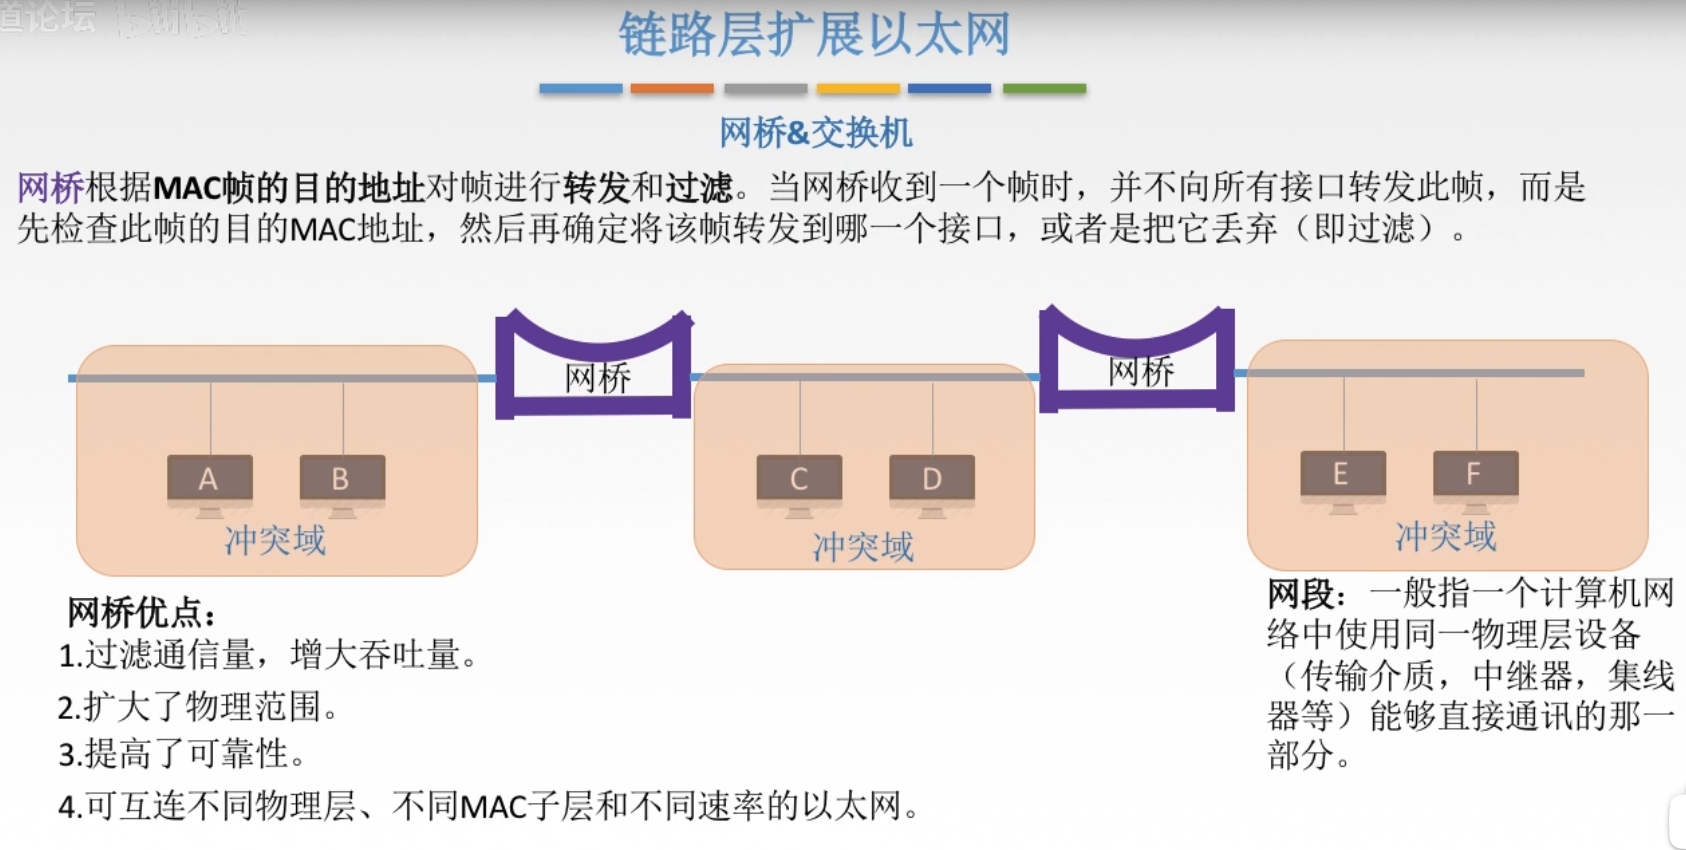 道论坛 bilibili
链路层扩展以太网
网桥&交换机
网桥根据MAC帧的目的地址对帧进行转发和过滤。当网桥收到一个帧时，并不向所有接口转发此帧，而是
先检查此帧的目的MAC地址，然后再确定将该帧转发到哪一个接口，或者是把它丢弃（即过滤）。
网桥
网桥
A
B
C
D
E
F
冲突域
冲突域
冲突域
网桥优点：
1.过滤通信量，增大吞吐量。
2.扩大了物理范围。
3.提高了可靠性。
4.可互连不同物理层、不同MAC子层和不同速率的以太网。
网段：一般指一个计算机网
络中使用同一物理层设备
（传输介质，中继器，集线
器等）能够直接通讯的那一
部分。